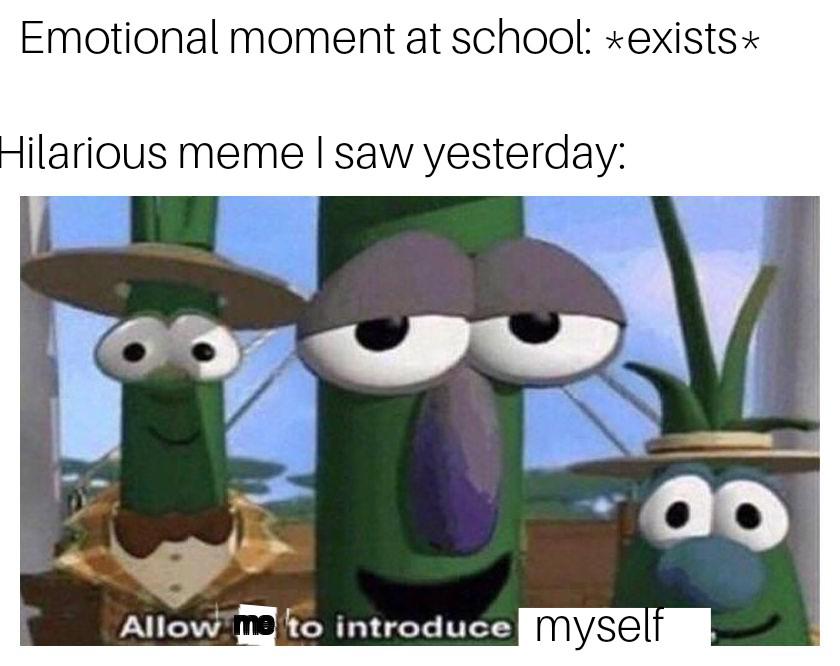 Emotional moment at school: *exists*
Hilarious meme I saw yesterday:
Allow me to introduce myself